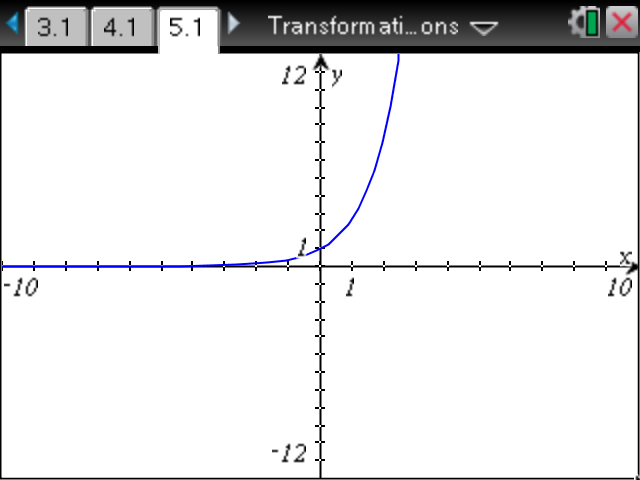 3.1 4.1 5.1 Transformati...ons
12 y
1 x
-10 1 10
-12